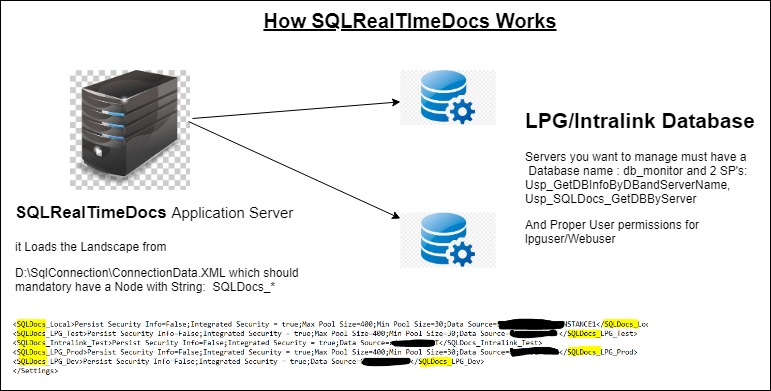 How SQLRealTImeDocs Works
LPG/Intralink Database
Servers you want to manage must have a
Database name : db_monitor and 2 SP's:
Usp_GetDBInfoByDBandServerName,
Usp_SQLDocs_GetDBByServer
And Proper User permissions for
lpguser/Webuser
SQLRealTimeDocs Application Server
it Loads the Landscape from
D:\SqlConnection\ConnectionData.XML which should
mandatory have a Node with String: SQLDocs_*
<SQLDocs_Local>Persist Security Info=False;Integrated Security = true;Max Pool Size=400;Min Pool Size=30;Data Source= NSTANCE1</SQLDocs_Lo
<SQLDocs_LPG_Test>Persist Security Info=False;Integrated Security = true;Max Pool Size=400;Min Pool Size=30;Data Source= </SQLDocs_LPG_Test>
<SQLDocs_Intralink_Test>Persist Security Info=False;Integrated Security = true;Data Source= T</SQLDocs_Intralink_Test>
<SQLDocs_LPG_Prod>Persist Security Info=False;Integrated Security = true;Max Pool Size=400;Min Pool Size=30;Data Source= </SQLDocs_LPG_Prod>
<SQLDocs_LPG_Dev>Persist Security Info=False;Integrated Security = true;Data Source </SQLDocs_LPG_Dev>
</Settings>